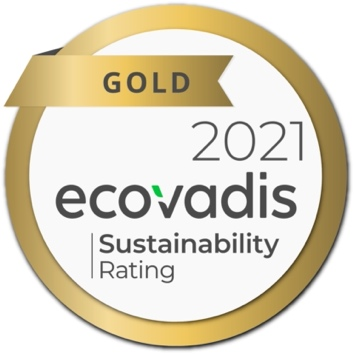 GOLD
2021
ecovadis
Sustainability
Rating